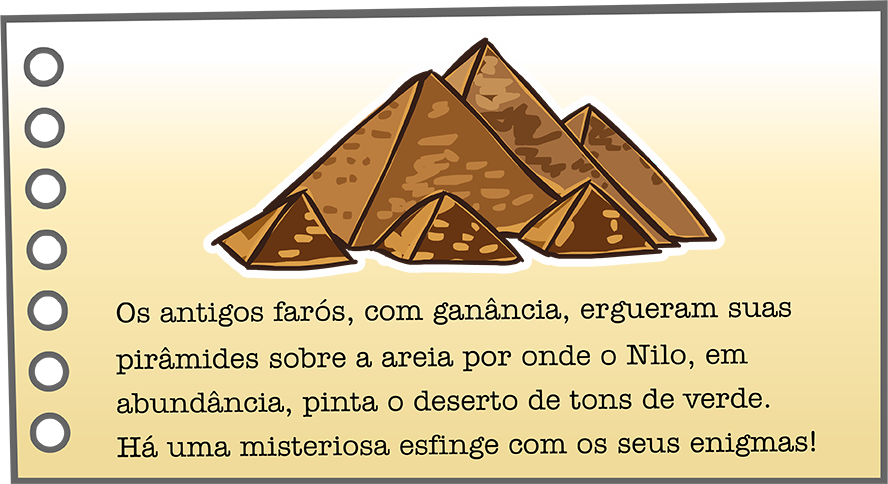 Os antigos farós, com ganância, ergueram suas
pirâmides sobre a areia por onde o Nilo, em
abundância, pinta o deserto de tons de verde.
Há uma misteriosa esfinge com os seus enigmas!